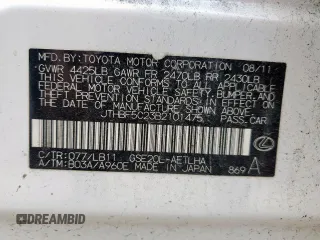 MFD.BY:TOYOTA MOTOR CORPORATION 08/11
GVWR 4425LB GAWR FR 2470LB RR 2430LB
THIS VEHICLE CONFORMS TO ALL APPLICABLE
FEDERAL MOTOR VEHICLE SAFETY, BUMPER, AND
THEFT PREVENTION STANDARDS IN EFFECT ON
THE DATE OF MANUFACTURE SHOWN ABOVE.
JTHBF5C23B2101475 PASS.CAR
C/TR:077/LB11 GSE20L-AETLHA
A/TM:B03A/A960E MADE IN JAPAN 869 A